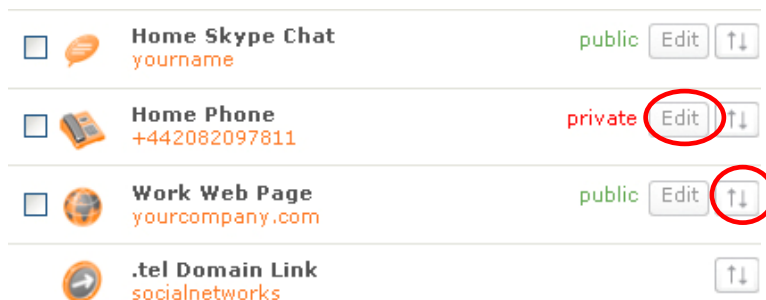 Home Skype Chat public Edit ↑↓
yourname
Home Phone private Edit ↑↓
+442082097811
Work Web Page public Edit ↑↓
yourcompany.com
.tel Domain Link ↑↓
socialnetworks